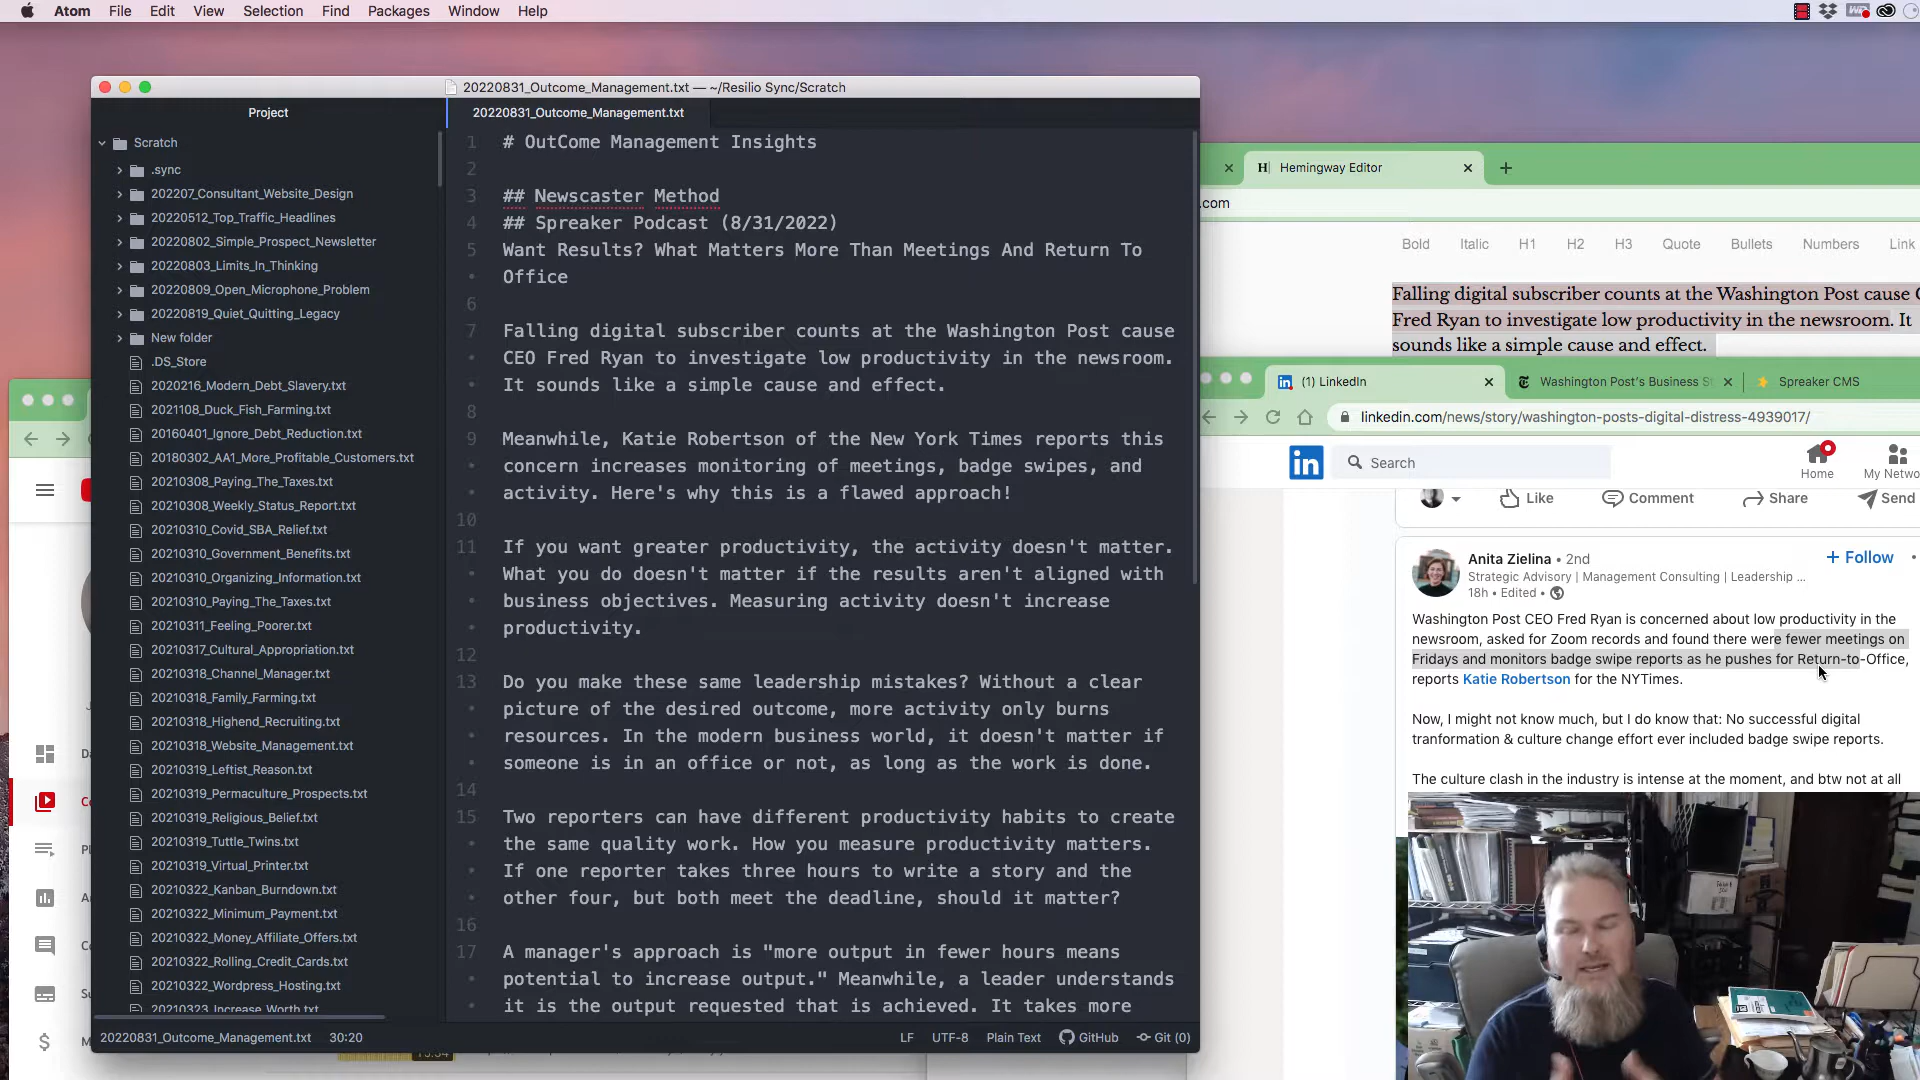 Atom File Edit View Selection Find Packages Window Help
20220831_Outcome_Management.txt — ~/Resilio Sync/Scratch
Project
20220831_Outcome_Management.txt
Scratch
.sync
202207_Consultant_Website_Design
20220512_Top_Traffic_Headlines
20220802_Simple_Prospect_Newsletter
20220803_Limits_In_Thinking
20220809_Open_Microphone_Problem
20220819_Quiet_Quitting_Legacy
New folder
.DS_Store
2020216_Modern_Debt_Slavery.txt
2021108_Duck_Fish_Farming.txt
20160401_Ignore_Debt_Reduction.txt
20180302_AA1_More_Profitable_Customers.txt
20210308_Paying_The_Taxes.txt
20210308_Weekly_Status_Report.txt
20210310_Covid_SBA_Relief.txt
20210310_Government_Benefits.txt
20210310_Organizing_Information.txt
20210310_Paying_The_Taxes.txt
20210311_Feeling_Poorer.txt
20210317_Cultural_Appropriation.txt
20210318_Channel_Manager.txt
20210318_Family_Farming.txt
20210318_Highend_Recruiting.txt
20210318_Website_Management.txt
20210319_Leftist_Reason.txt
20210319_Permaculture_Prospects.txt
20210319_Religious_Belief.txt
20210319_Tuttle_Twins.txt
20210319_Virtual_Printer.txt
20210322_Kanban_Burndown.txt
20210322_Minimum_Payment.txt
20210322_Money_Affiliate_Offers.txt
20210322_Rolling_Credit_Cards.txt
20210322_Wordpress_Hosting.txt
20210323_Increase_Worth.txt
1 # OutCome Management Insights
2
3 ## Newscaster Method
4 ## Spreaker Podcast (8/31/2022)
5 Want Results? What Matters More Than Meetings And Return To
Office
6
7 Falling digital subscriber counts at the Washington Post cause
CEO Fred Ryan to investigate low productivity in the newsroom.
It sounds like a simple cause and effect.
8
9 Meanwhile, Katie Robertson of the New York Times reports this
concern increases monitoring of meetings, badge swipes, and
activity. Here's why this is a flawed approach!
10
11 If you want greater productivity, the activity doesn't matter.
What you do doesn't matter if the results aren't aligned with
business objectives. Measuring activity doesn't increase
productivity.
12
13 Do you make these same leadership mistakes? Without a clear
picture of the desired outcome, more activity only burns
resources. In the modern business world, it doesn't matter if
someone is in an office or not, as long as the work is done.
14
15 Two reporters can have different productivity habits to create
the same quality work. How you measure productivity matters.
If one reporter takes three hours to write a story and the
other four, but both meet the deadline, should it matter?
16
17 A manager's approach is "more output in fewer hours means
potential to increase output." Meanwhile, a leader understands
it is the output requested that is achieved. It takes more
20220831_Outcome_Management.txt 30:20
LF UTF-8 Plain Text GitHub Git (0)
Hemingway Editor
.com
Bold Italic H1 H2 H3 Quote Bullets Numbers Link
Falling digital subscriber counts at the Washington Post cause
Fred Ryan to investigate low productivity in the newsroom. It
sounds like a simple cause and effect.
(1) LinkedIn
Washington Post's Business
Spreaker CMS
linkedin.com/news/story/washington-posts-digital-distress-4939017/
in
Search
Home
My
Like Comment Share Send
Anita Zielina • 2nd
+ Follow
Strategic Advisory | Management Consulting | Leadership ...
18h • Edited •
Washington Post CEO Fred Ryan is concerned about low productivity in the
newsroom, asked for Zoom records and found there were fewer meetings on
Fridays and monitors badge swipe reports as he pushes for Return-to-Office,
reports Katie Robertson for the NYTimes.
Now, I might not know much, but I do know that: No successful digital
tranformation & culture change effort ever included badge swipe reports.
The culture clash in the industry is intense at the moment, and btw not at all